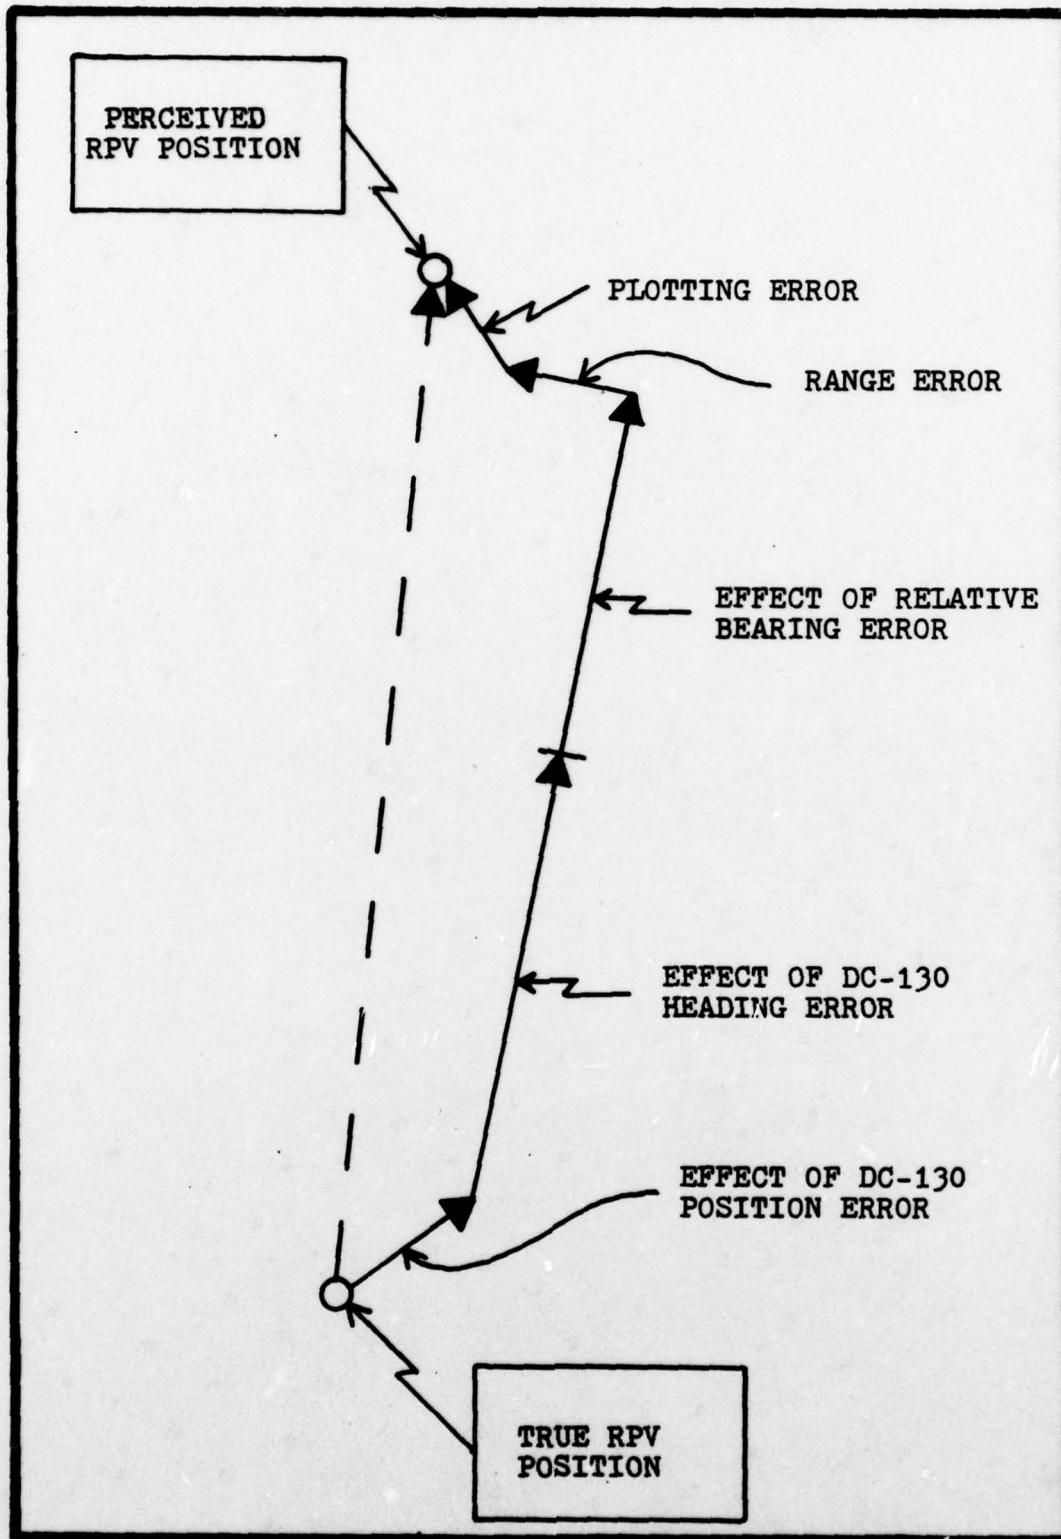 PERCEIVED
RPV POSITION
PLOTTING ERROR
RANGE ERROR
EFFECT OF RELATIVE
BEARING ERROR
EFFECT OF DC-130
HEADING ERROR
EFFECT OF DC-130
POSITION ERROR
TRUE RPV
POSITION